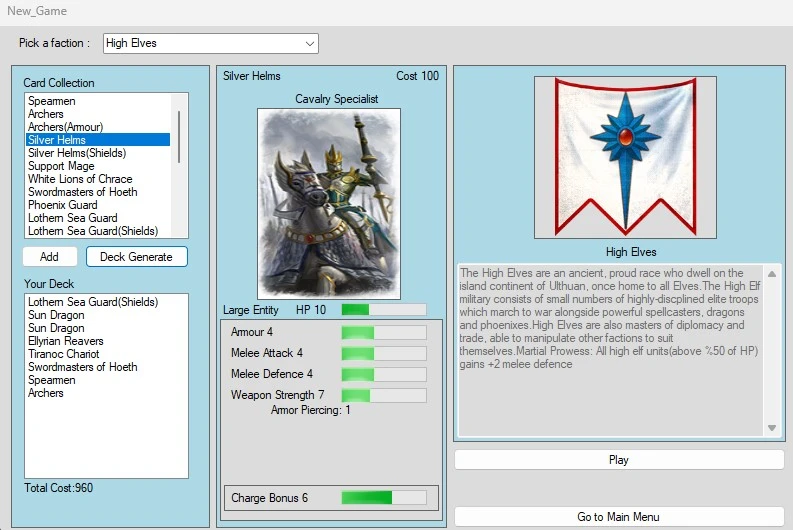 New_Game
Pick a faction :
High Elves
Card Collection
Spearmen
Archers
Archers(Armour)
Silver Helms
Silver Helms(Shields)
Support Mage
White Lions of Chrace
Swordmasters of Hoeth
Phoenix Guard
Lothern Sea Guard
Lothern Sea Guard(Shields)
Add
Deck Generate
Your Deck
Lothern Sea Guard(Shields)
Sun Dragon
Sun Dragon
Ellyrian Reavers
Tiranoc Chariot
Swordmasters of Hoeth
Spearmen
Archers
Total Cost:960
Silver Helms
Cost 100
Cavalry Specialist
Large Entity
HP 10
Armour 4
Melee Attack 4
Melee Defence 4
Weapon Strength 7
Armor Piercing: 1
Charge Bonus 6
High Elves
The High Elves are an ancient, proud race who dwell on the
island continent of Ulthuan, once home to all Elves.The High Elf
military consists of small numbers of highly-discplined elite troops
which march to war alongside powerful spellcasters, dragons
and phoenixes.High Elves are also masters of diplomacy and
trade, able to manipulate other factions to suit
themselves.Martial Prowess: All high elf units(above %50 of HP)
gains +2 melee defence
Play
Go to Main Menu